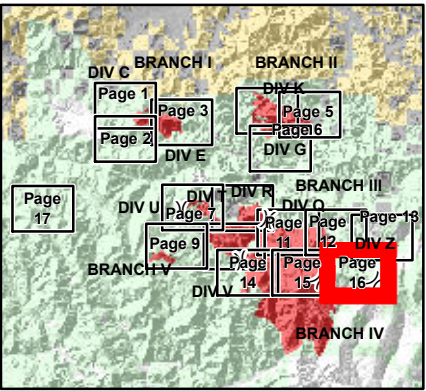 BRANCH I
BRANCH II
DIV C
DIV K
Page 1
Page 3
Page 5
Page 6
Page 2
DIV G
DIV E
BRANCH III
Page
17
DIV U
DIV R
DIV O
Page 7
Page
11
Page
12
Page 13
Page 9
DIV Z
BRANCH V
Page
14
Page
15
Page
16
DIV V
BRANCH IV